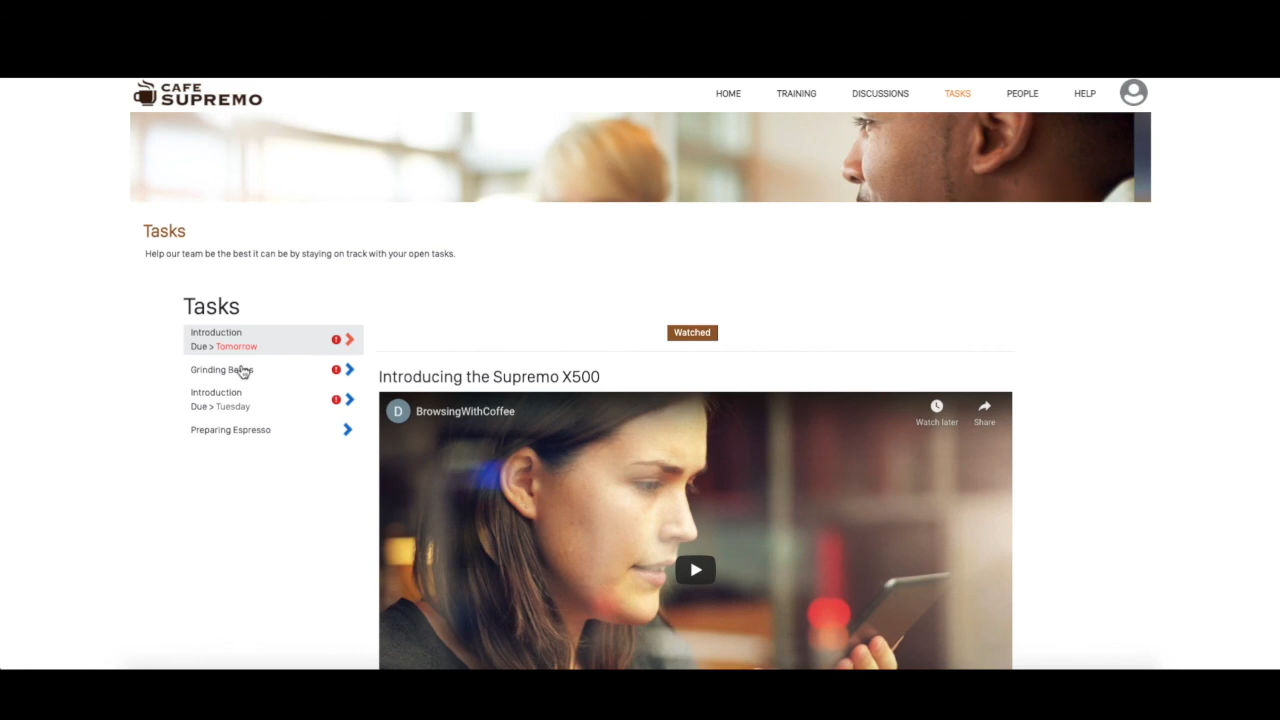 CAFE
SUPREMO
HOME TRAINING DISCUSSIONS TASKS PEOPLE HELP
Tasks
Help our team be the best it can be by staying on track with your open tasks.
Tasks
Introduction
Due > Tomorrow
Grinding Beans
Introduction
Due > Tuesday
Preparing Espresso
Watched
Introducing the Supremo X500
D BrowsingWithCoffee
Watch later Share